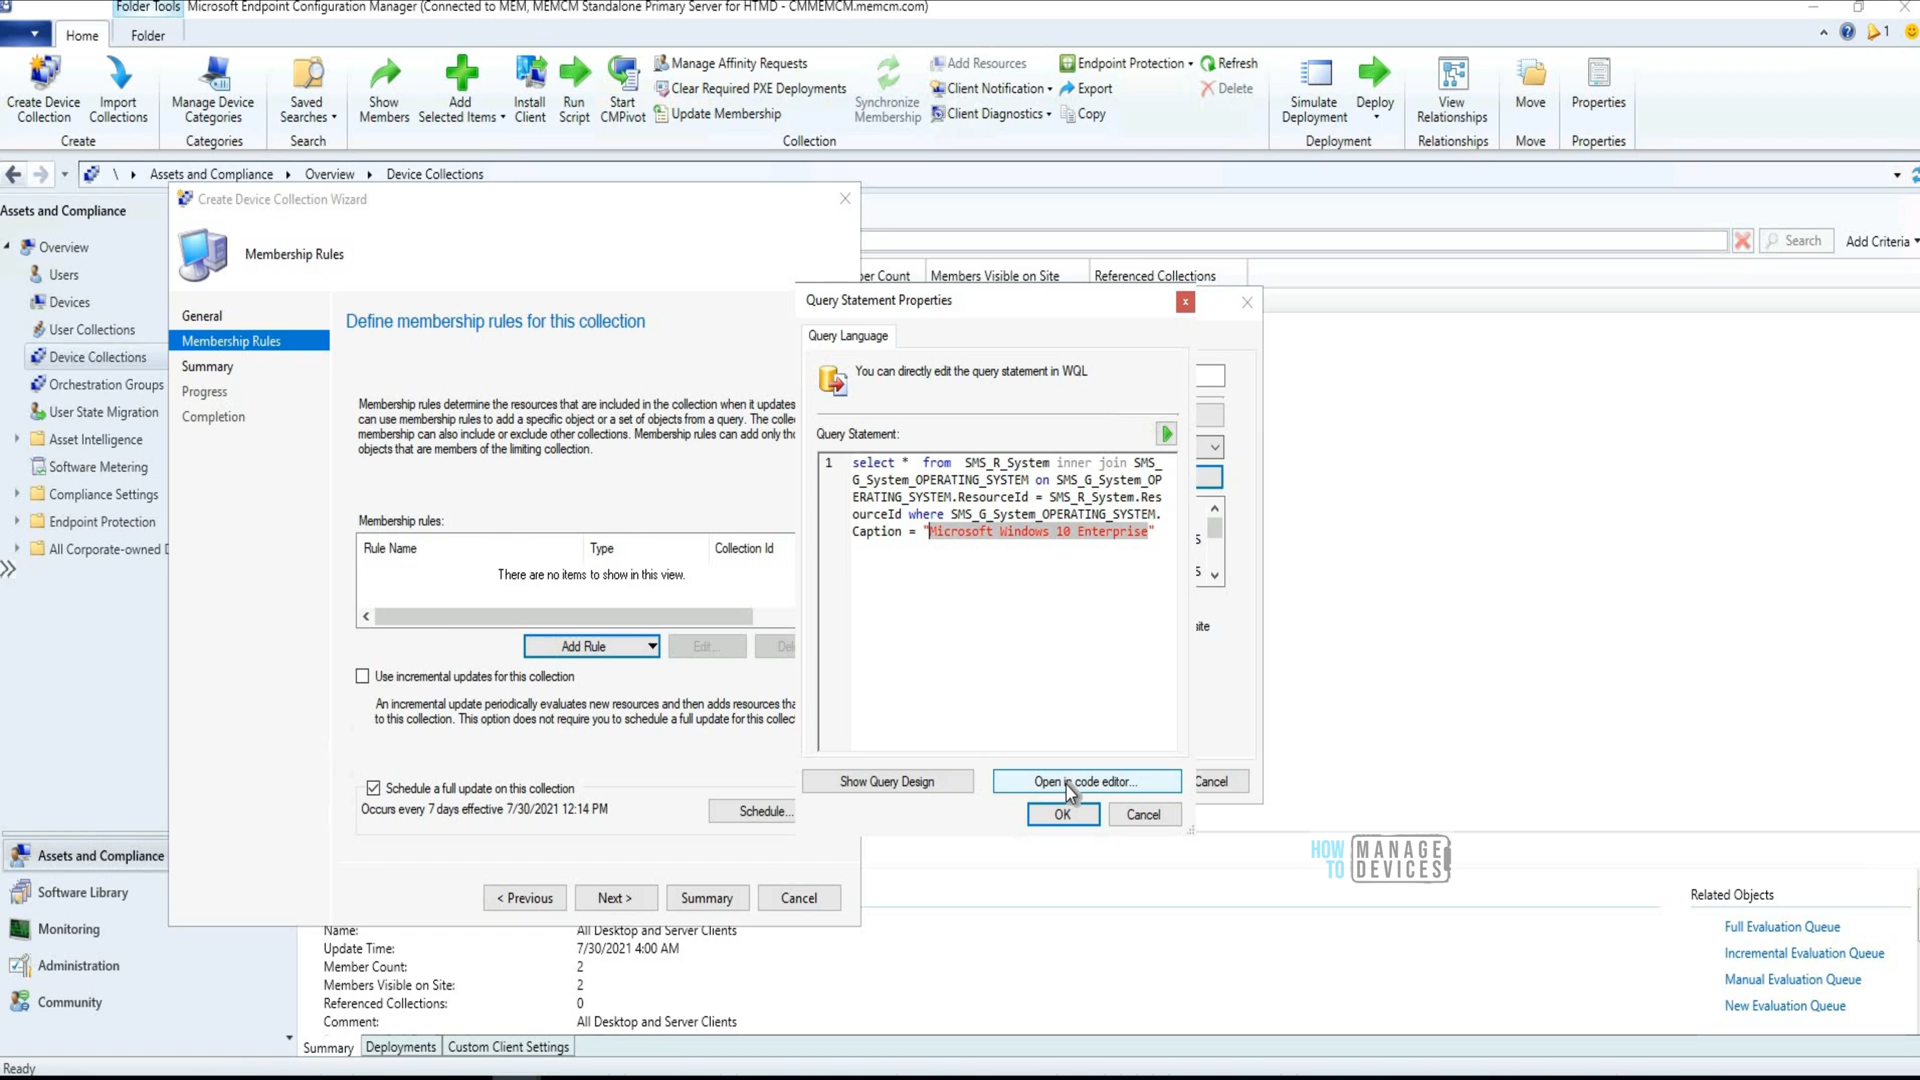 Folder Tools
Microsoft Endpoint Configuration Manager (Connected to MEM, MEMCM Standalone Primary Server for HTMD - CMMEMCM.memcm.com)
Home
Folder
1
Create Device
Collection
Import
Collections
Create
Manage Device
Categories
Categories
Saved
Searches
Search
Show
Members
Add
Selected Items
Install
Client
Run
Script
Start
CMPivot
Manage Affinity Requests
Clear Required PXE Deployments
Update Membership
Synchronize
Membership
Add Resources
Client Notification
Client Diagnostics
Endpoint Protection
Export
Copy
Refresh
Delete
Collection
Simulate
Deployment
Deploy
Deployment
View
Relationships
Relationships
Move
Move
Properties
Properties
\ Assets and Compliance Overview Device Collections
Assets and Compliance
Overview
Users
Devices
User Collections
Device Collections
Orchestration Groups
User State Migration
Asset Intelligence
Software Metering
Compliance Settings
Endpoint Protection
All Corporate-owned D
Assets and Compliance
Software Library
Monitoring
Administration
Community
Search
Add Criteria
ber Count
Members Visible on Site
Referenced Collections
Create Device Collection Wizard
Membership Rules
General
Membership Rules
Summary
Progress
Completion
Define membership rules for this collection
Membership rules determine the resources that are included in the collection when it updates
can use membership rules to add a specific object or a set of objects from a query. The colle
membership can also include or exclude other collections. Membership rules can add only tho
objects that are members of the limiting collection.
Membership rules:
Rule Name
Type
Collection Id
There are no items to show in this view.
Add Rule
Edit...
Del
Use incremental updates for this collection
An incremental update periodically evaluates new resources and then adds resources tha
to this collection. This option does not require you to schedule a full update for this collec
Schedule a full update on this collection
Occurs every 7 days effective 7/30/2021 12:14 PM
Schedule...
< Previous
Next >
Summary
Cancel
Query Statement Properties
x
Query Language
You can directly edit the query statement in WQL
Query Statement:
1
select * from SMS_R_System inner join SMS_
G_System_OPERATING_SYSTEM on SMS_G_System_OP
ERATING_SYSTEM.ResourceId = SMS_R_System.Res
ourceId where SMS_G_System_OPERATING_SYSTEM.
Caption = "Microsoft Windows 10 Enterprise"
Show Query Design
Open in code editor...
OK
Cancel
S
S
site
Cancel
HOW
TO
MANAGE
DEVICES
Name:
All Desktop and Server Clients
Update Time:
7/30/2021 4:00 AM
Member Count:
2
Members Visible on Site:
2
Referenced Collections:
0
Comment:
All Desktop and Server Clients
Related Objects
Full Evaluation Queue
Incremental Evaluation Queue
Manual Evaluation Queue
New Evaluation Queue
Summary
Deployments
Custom Client Settings
Ready